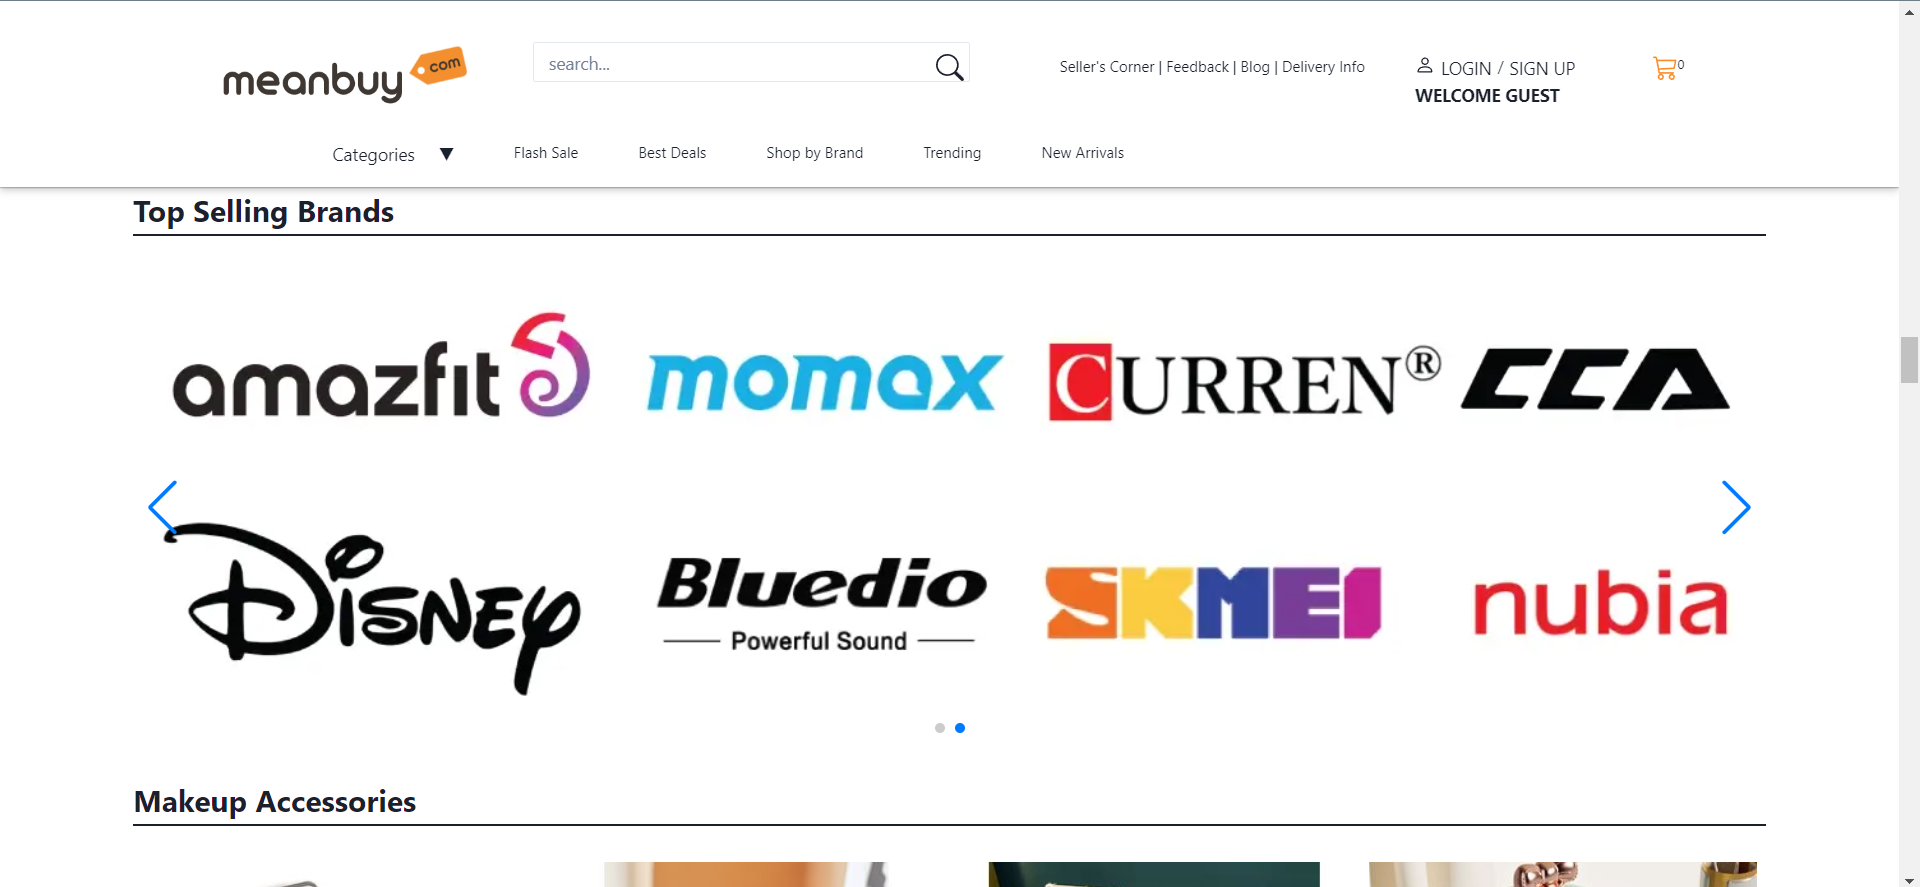 meanbuy com
search...
Seller's Corner | Feedback | Blog | Delivery Info
LOGIN / SIGN UP
WELCOME GUEST
0
Categories ▼ Flash Sale Best Deals Shop by Brand Trending New Arrivals
Top Selling Brands
amazfit momax CURREN® CCA
DISNEY Bluedio SKMEI nubia
Powerful Sound
Makeup Accessories